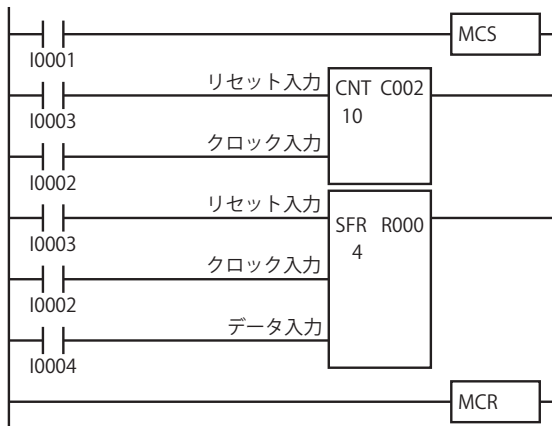 MCS
I0001
リセット入力
CNT C002
10
I0003
クロック入力
I0002
リセット入力
SFR R000
4
I0003
クロック入力
I0002
データ入力
I0004
MCR